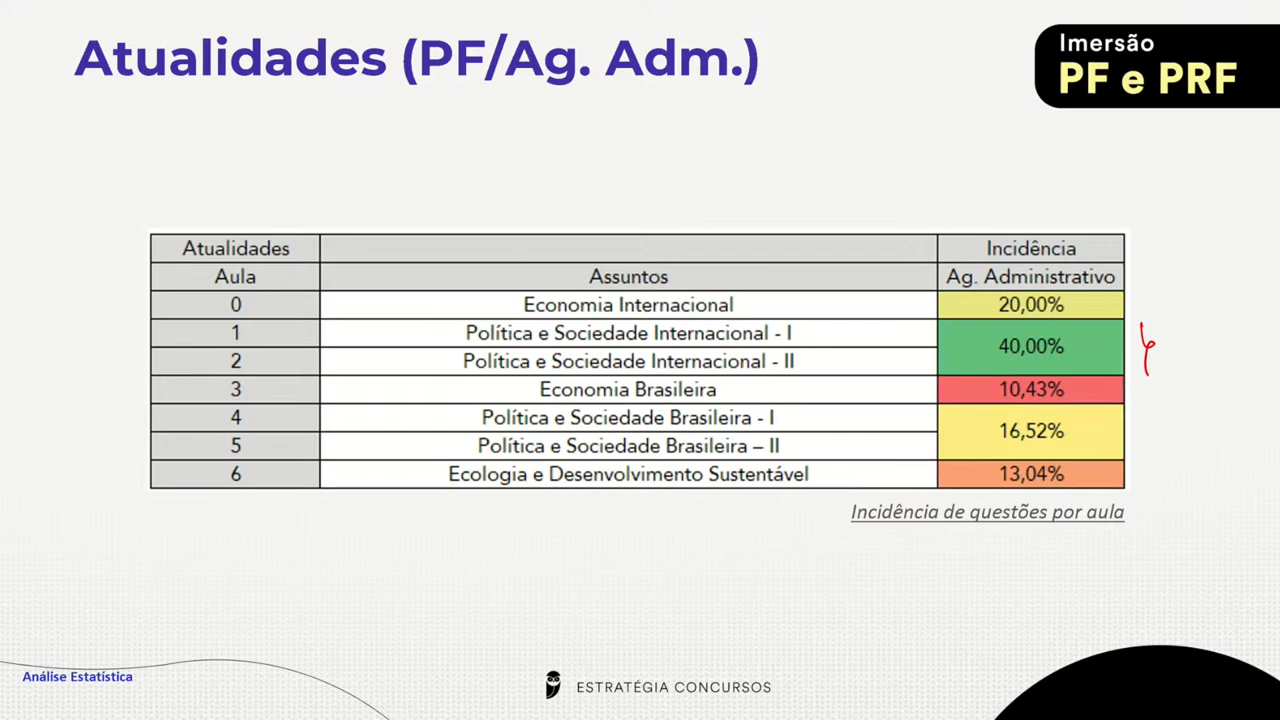 Atualidades (PF/Ag. Adm.)
Imersão
PF e PRF
Atualidades Incidência
Aula Assuntos Ag. Administrativo
0 Economia Internacional 20,00%
1 Política e Sociedade Internacional - I
40,00%
2 Política e Sociedade Internacional - II
3 Economia Brasileira 10,43%
4 Política e Sociedade Brasileira - I
16,52%
5 Política e Sociedade Brasileira – II
6 Ecologia e Desenvolvimento Sustentável 13,04%
Incidência de questões por aula
Análise Estatística
ESTRATÉGIA CONCURSOS